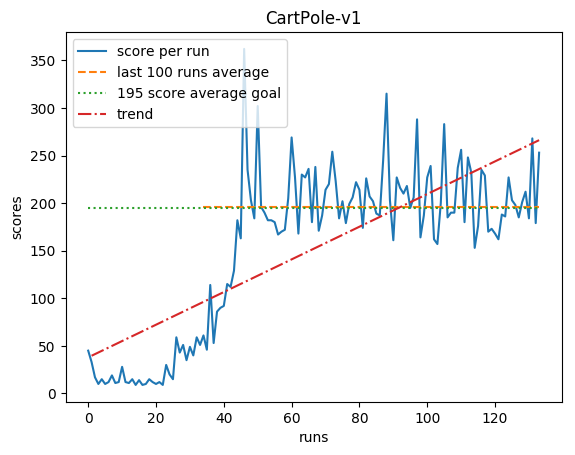 CartPole-v1
score per run
last 100 runs average
195 score average goal
trend
scores
350
300
250
200
150
100
50
0
0 20 40 60 80 100 120
runs